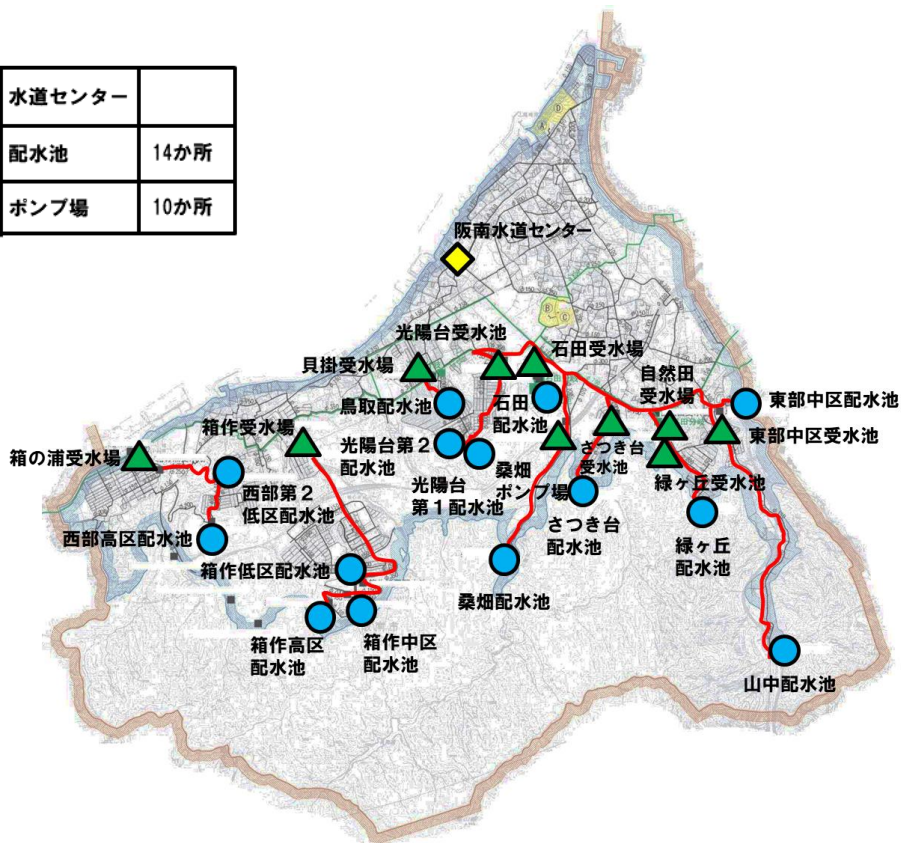 水道センター
配水池 14か所
ポンプ場 10か所
阪南水道センター
光陽台受水池
石田受水場
貝掛受水場
自然田
受水場
鳥取配水池
石田
配水池
東部中区配水池
箱作受水場
光陽台第2
配水池
さつき台
受水池
東部中区受水池
箱の浦受水場
桑畑
ポンプ場
緑ヶ丘受水池
西部第2
低区配水池
光陽台
第1配水池
さつき台
配水池
西部高区配水池
緑ヶ丘
配水池
箱作低区配水池
桑畑配水池
箱作高区
配水池
箱作中区
配水池
山中配水池
A
D
B
C